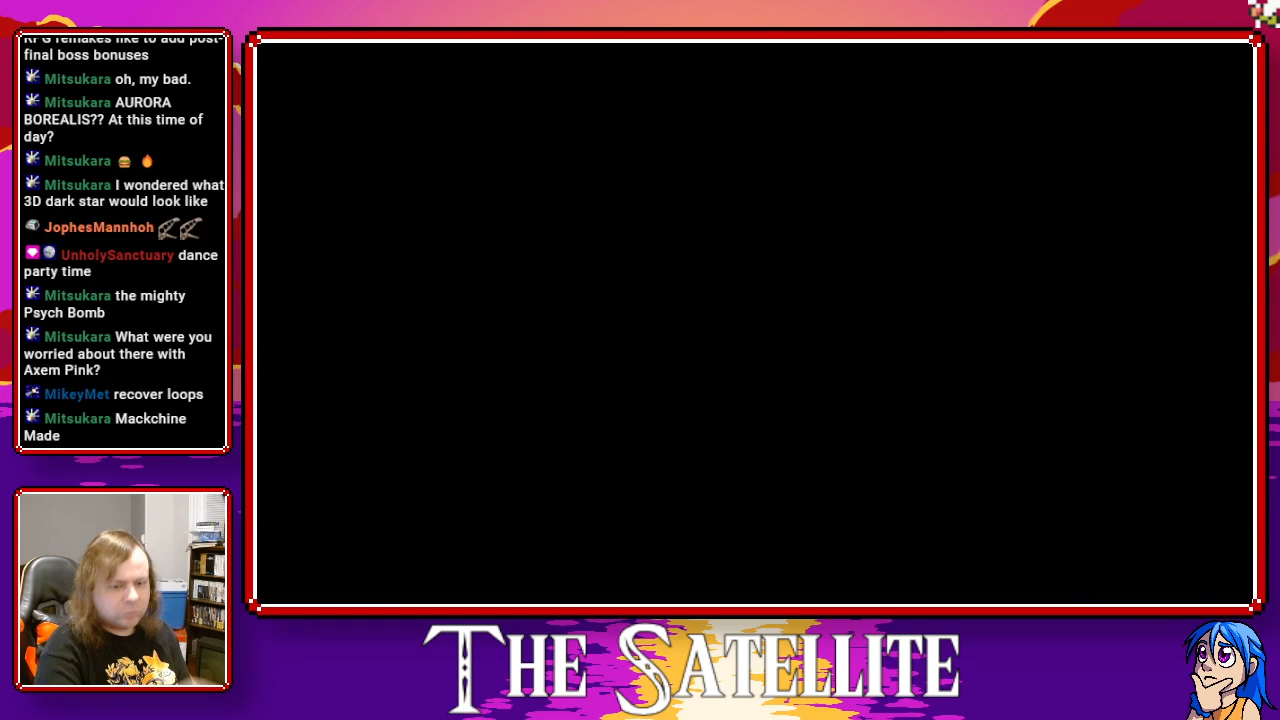 RPG remakes like to add post-
final boss bonuses
Mitsukara oh, my bad.
Mitsukara AURORA
BOREALIS?? At this time of
day?
Mitsukara 🍔 🔥
Mitsukara I wondered what
3D dark star would look like
JophesMannhoh
UnholySanctuary dance
party time
Mitsukara the mighty
Psych Bomb
Mitsukara What were you
worried about there with
Axem Pink?
MikeyMet recover loops
Mitsukara Mackchine
Made
THE SATELLITE